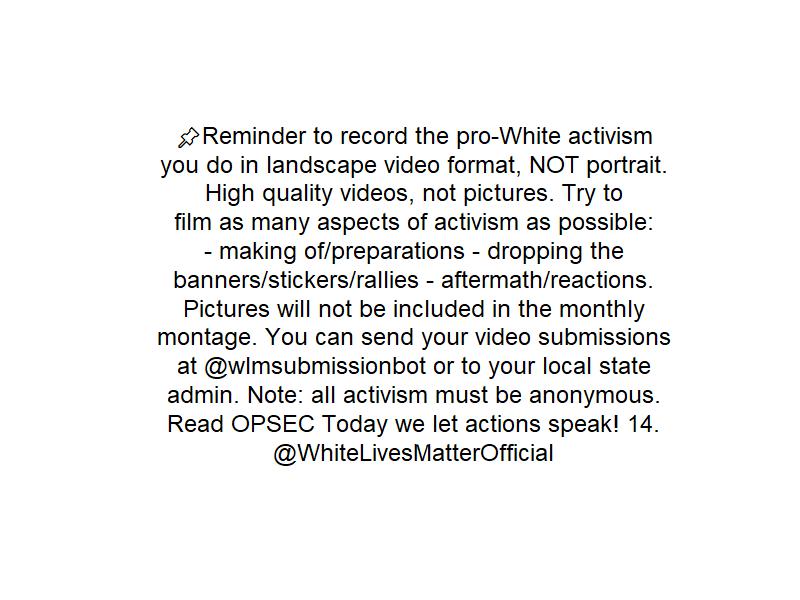 📌Reminder to record the pro-White activism
you do in landscape video format, NOT portrait.
High quality videos, not pictures. Try to
film as many aspects of activism as possible:
- making of/preparations - dropping the
banners/stickers/rallies - aftermath/reactions.
Pictures will not be included in the monthly
montage. You can send your video submissions
at @wlmsubmissionbot or to your local state
admin. Note: all activism must be anonymous.
Read OPSEC Today we let actions speak! 14.
@WhiteLivesMatterOfficial